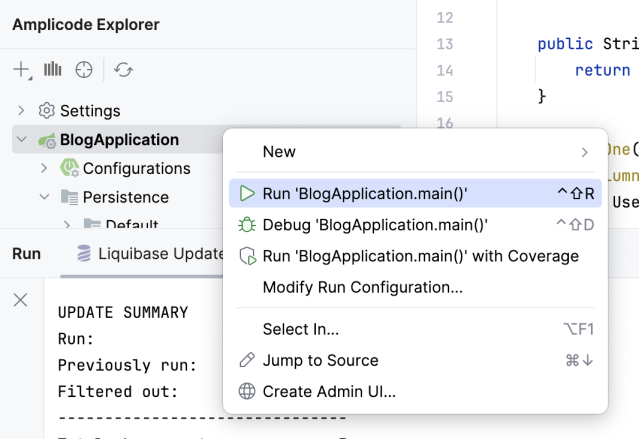 Amplicode Explorer
Settings
BlogApplication
Configurations
Persistence
Default
12
13
14
15
16
public Stri
return
}
One(
lumn
Use
New
Run 'BlogApplication.main()' ⌃⇧R
Debug 'BlogApplication.main()' ⌃⇧D
Run 'BlogApplication.main()' with Coverage
Modify Run Configuration...
Select In... ⌥F1
Jump to Source ⌘↓
Create Admin UI...
Run
Liquibase Update
UPDATE SUMMARY
Run:
Previously run:
Filtered out:
-------------------------------